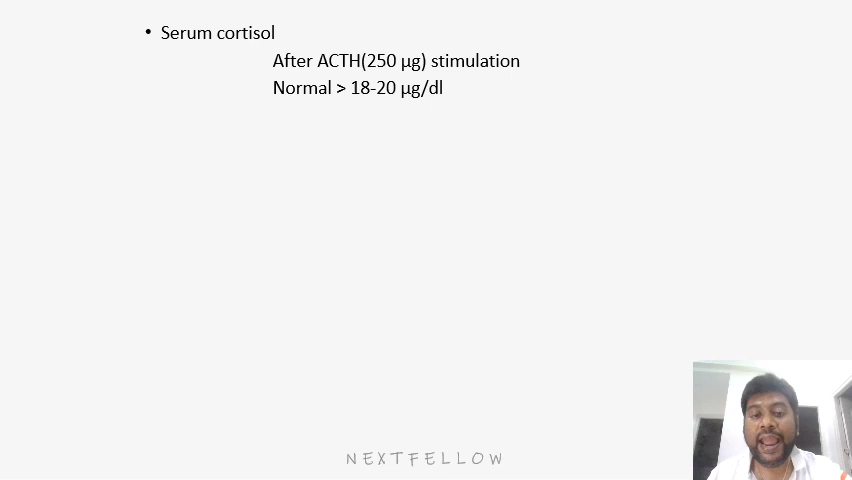 • Serum cortisol
After ACTH(250 µg) stimulation
Normal > 18-20 µg/dl
NEXTFELLOW